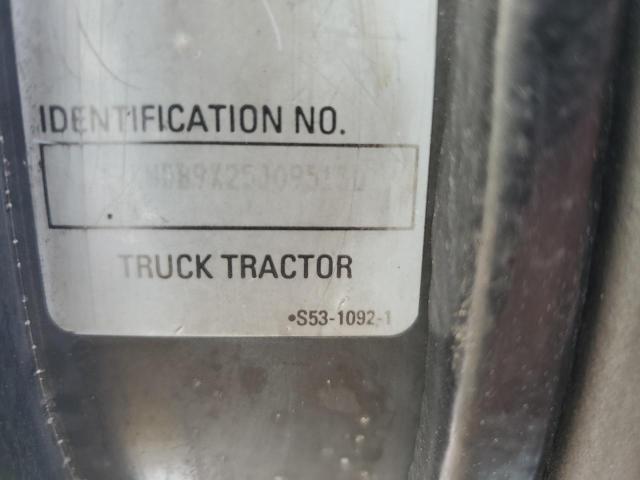 IDENTIFICATION NO.
TRUCK TRACTOR
•S53-1092-1